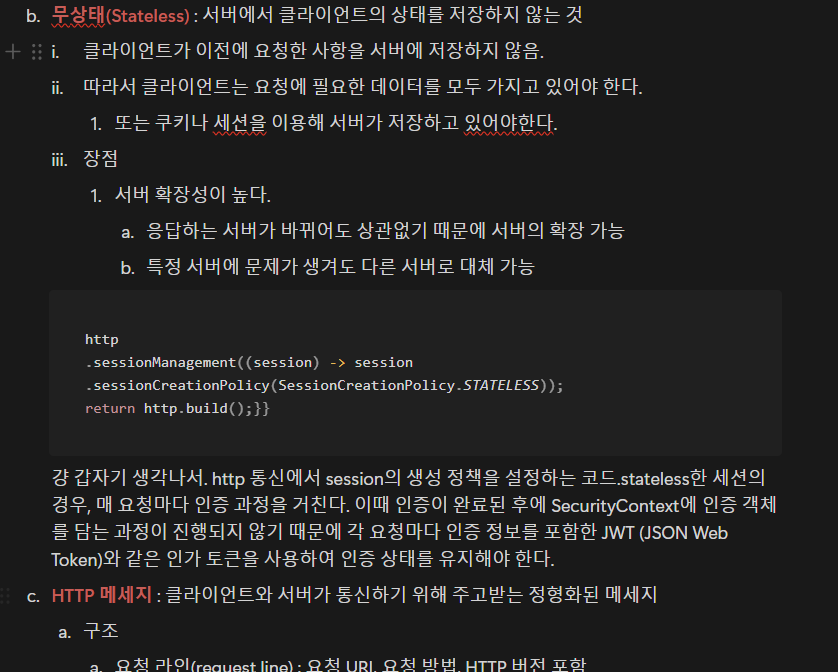 b. 무상태(Stateless) : 서버에서 클라이언트의 상태를 저장하지 않는 것
i. 클라이언트가 이전에 요청한 사항을 서버에 저장하지 않음.
ii. 따라서 클라이언트는 요청에 필요한 데이터를 모두 가지고 있어야 한다.
1. 또는 쿠키나 세션을 이용해 서버가 저장하고 있어야한다.
iii. 장점
1. 서버 확장성이 높다.
a. 응답하는 서버가 바뀌어도 상관없기 때문에 서버의 확장 가능
b. 특정 서버에 문제가 생겨도 다른 서버로 대체 가능
http
.sessionManagement((session) -> session
.sessionCreationPolicy(SessionCreationPolicy.STATELESS));
return http.build();}}
걍 갑자기 생각나서. http 통신에서 session의 생성 정책을 설정하는 코드.stateless한 세션의
경우, 매 요청마다 인증 과정을 거친다. 이때 인증이 완료된 후에 SecurityContext에 인증 객체
를 담는 과정이 진행되지 않기 때문에 각 요청마다 인증 정보를 포함한 JWT (JSON Web
Token)와 같은 인가 토큰을 사용하여 인증 상태를 유지해야 한다.
c. HTTP 메세지 : 클라이언트와 서버가 통신하기 위해 주고받는 정형화된 메세지
a. 구조
a. 요청 라인(request line) : 요청 URI, 요청 방법, HTTP 버전 포함